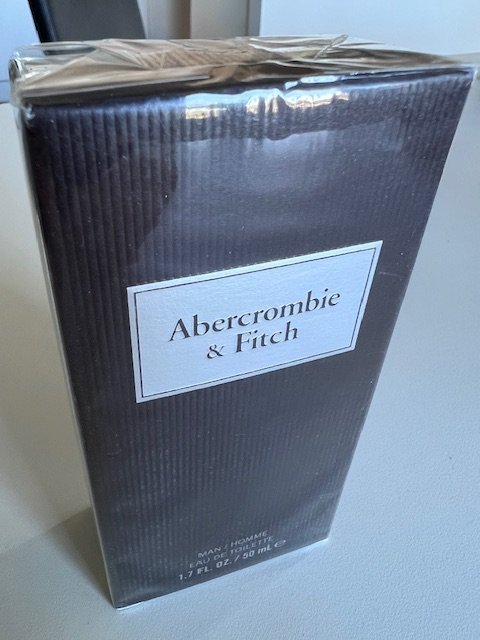 Abercrombie
& Fitch
MAN / HOMME
EAU DE TOILETTE
1.7 FL. OZ. / 50 mL ℮